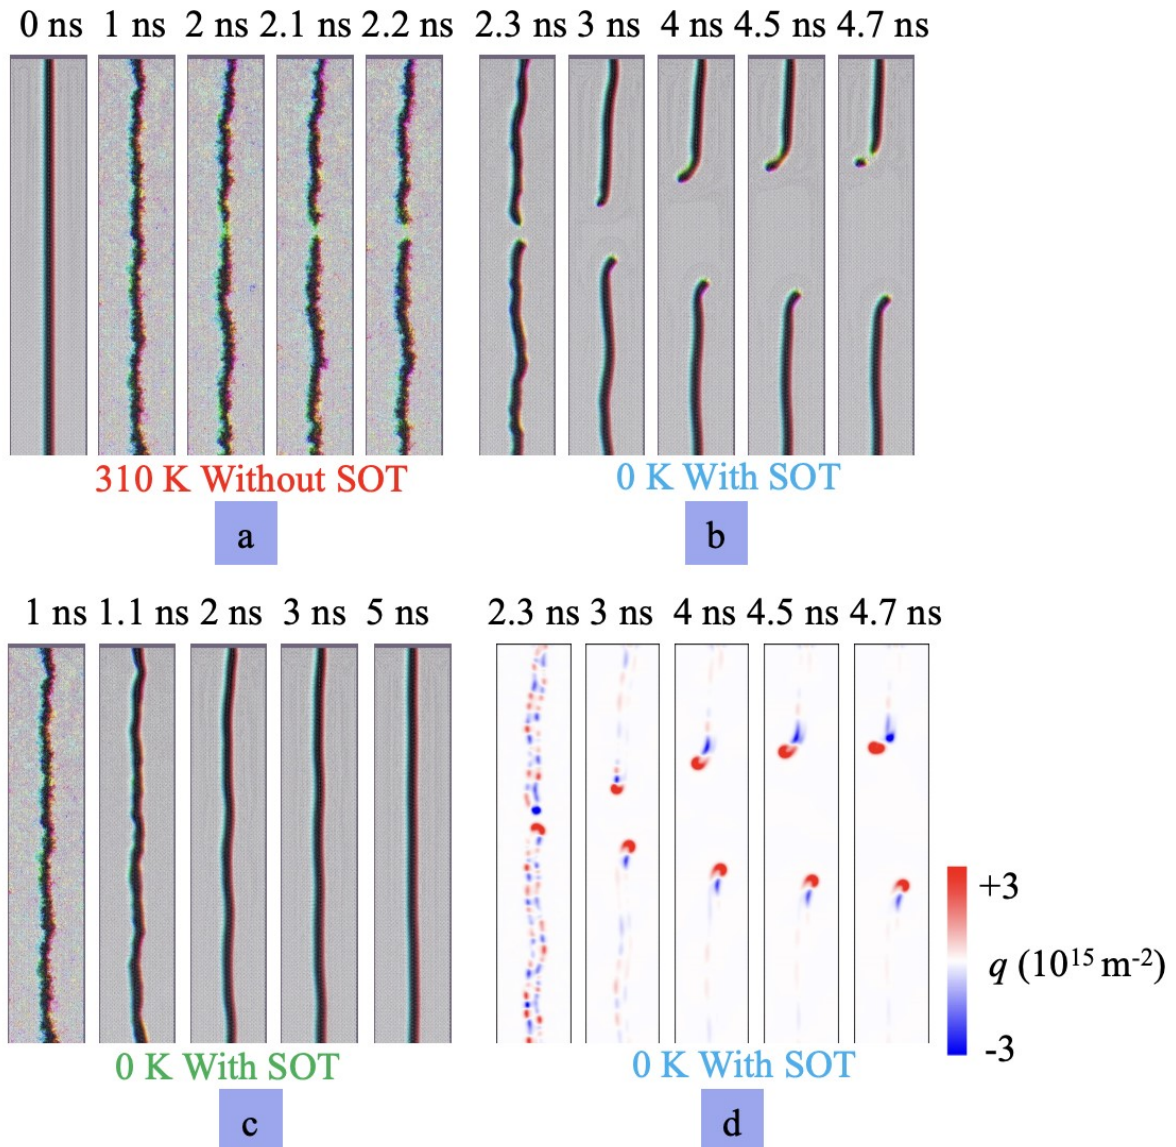 0 ns 1 ns 2 ns 2.1 ns 2.2 ns
310 K Without SOT
a
2.3 ns 3 ns 4 ns 4.5 ns 4.7 ns
0 K With SOT
b
1 ns 1.1 ns 2 ns 3 ns 5 ns
0 K With SOT
c
2.3 ns 3 ns 4 ns 4.5 ns 4.7 ns
+3
q (10¹⁵ m⁻²)
-3
0 K With SOT
d